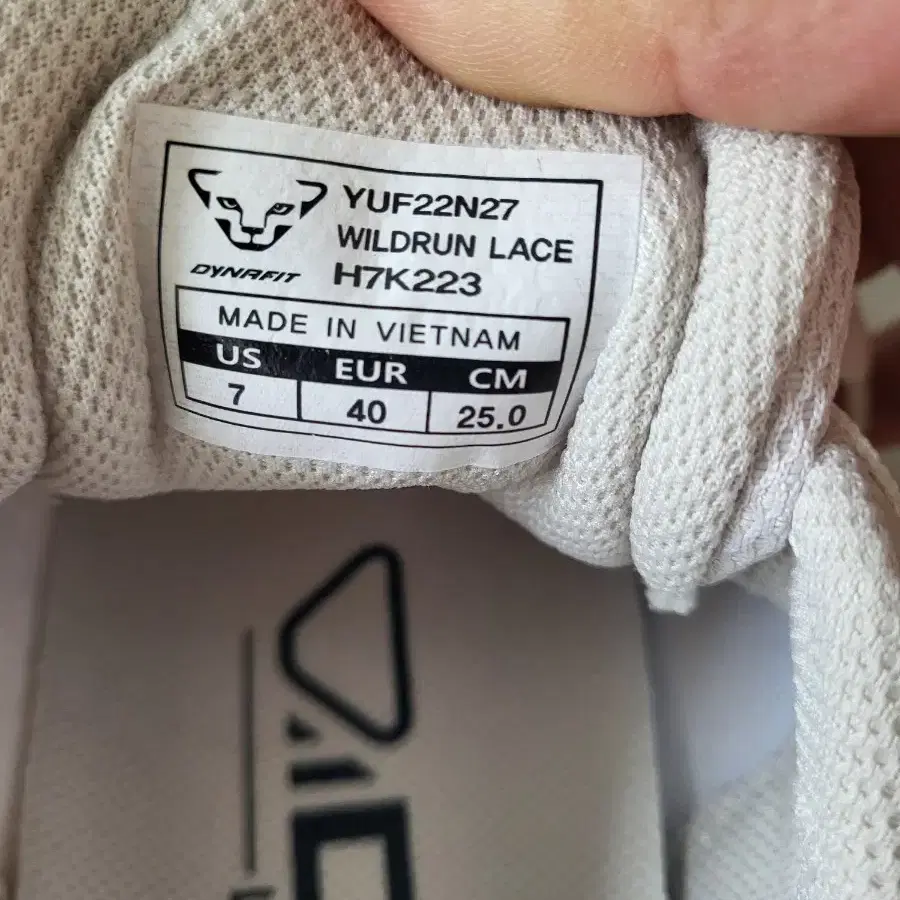 YUF22N27
WILDRUN LACE
DYNAFIT
H7K223
MADE IN VIETNAM
US EUR CM
7 40 25.0